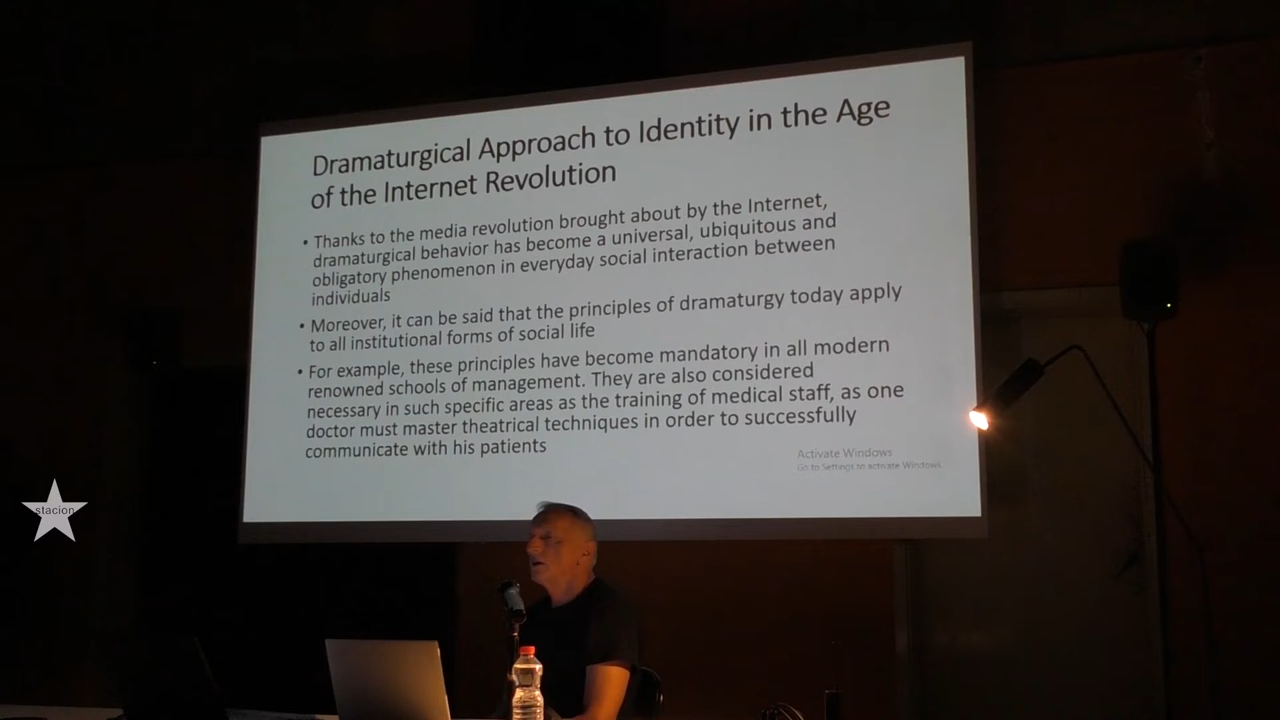 Dramaturgical Approach to Identity in the Age
of the Internet Revolution
• Thanks to the media revolution brought about by the Internet,
dramaturgical behavior has become a universal, ubiquitous and
obligatory phenomenon in everyday social interaction between
individuals
• Moreover, it can be said that the principles of dramaturgy today apply
to all institutional forms of social life
• For example, these principles have become mandatory in all modern
renowned schools of management. They are also considered
necessary in such specific areas as the training of medical staff, as one
doctor must master theatrical techniques in order to successfully
communicate with his patients
Activate Windows
Go to Settings to activate Windows.
stacion